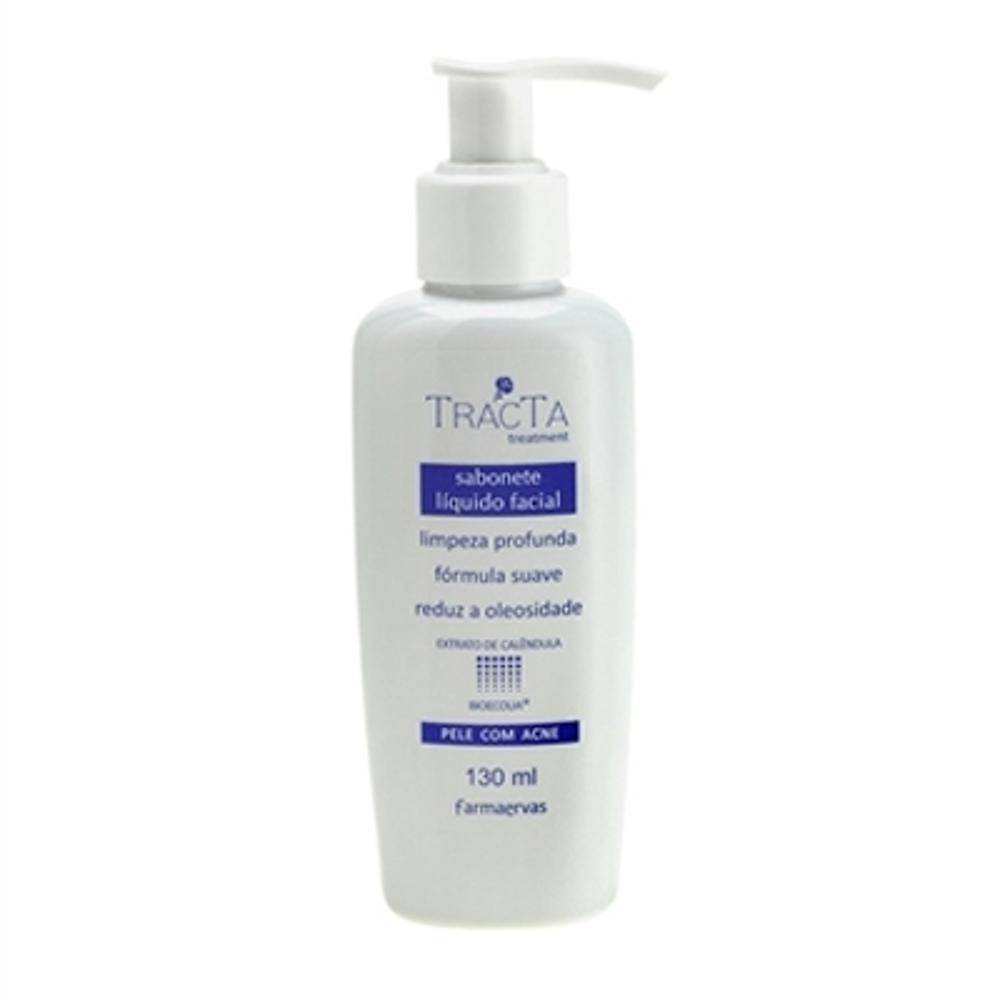 TRACTA
treatment
sabonete
líquido facial
limpeza profunda
fórmula suave
reduz a oleosidade
EXTRATO DE CALÊNDULA
BIOECOLIA®
PELE COM ACNE
130 ml
farmaervas